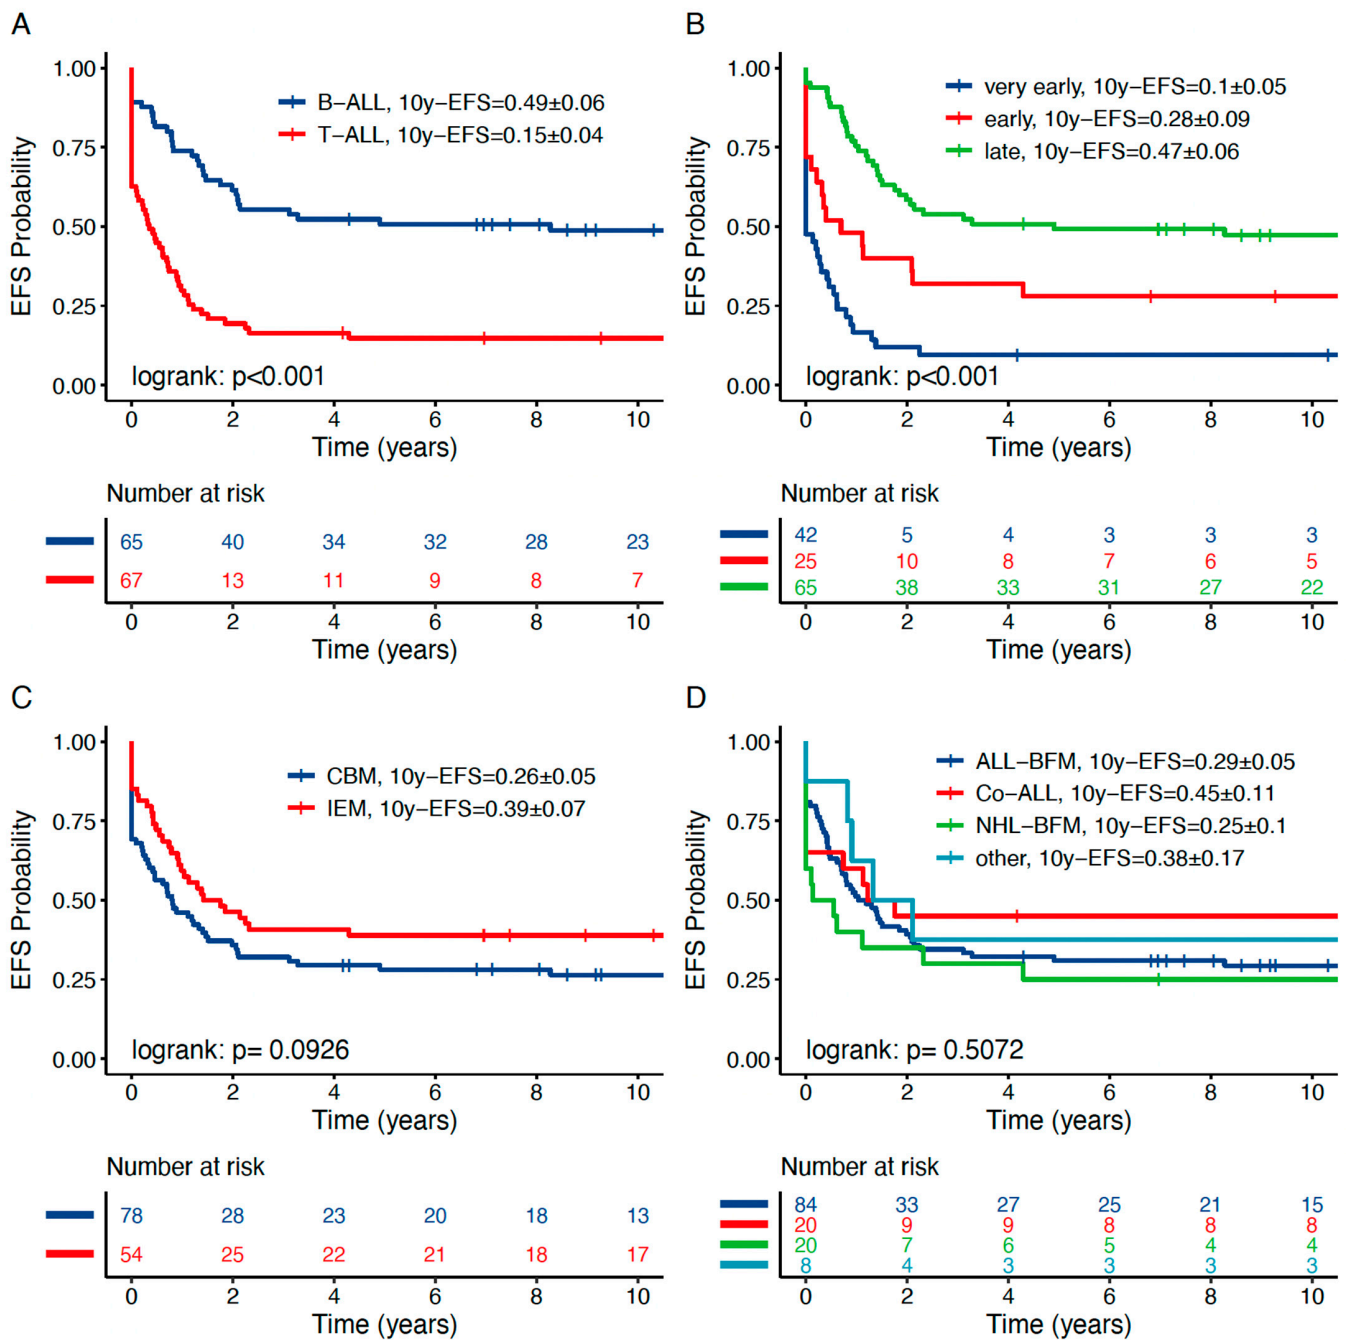 A
EFS Probability
1.00
0.75
0.50
0.25
0.00
B−ALL, 10y−EFS=0.49±0.06
T−ALL, 10y−EFS=0.15±0.04
logrank: p<0.001
0 2 4 6 8 10
Time (years)
Number at risk
65 40 34 32 28 23
67 13 11 9 8 7
0 2 4 6 8 10
Time (years)
B
EFS Probability
1.00
0.75
0.50
0.25
0.00
very early, 10y−EFS=0.1±0.05
early, 10y−EFS=0.28±0.09
late, 10y−EFS=0.47±0.06
logrank: p<0.001
0 2 4 6 8 10
Time (years)
Number at risk
42 5 4 3 3 3
25 10 8 7 6 5
65 38 33 31 27 22
0 2 4 6 8 10
Time (years)
C
EFS Probability
1.00
0.75
0.50
0.25
0.00
CBM, 10y−EFS=0.26±0.05
IEM, 10y−EFS=0.39±0.07
logrank: p= 0.0926
0 2 4 6 8 10
Time (years)
Number at risk
78 28 23 20 18 13
54 25 22 21 18 17
0 2 4 6 8 10
Time (years)
D
EFS Probability
1.00
0.75
0.50
0.25
0.00
ALL−BFM, 10y−EFS=0.29±0.05
Co−ALL, 10y−EFS=0.45±0.11
NHL−BFM, 10y−EFS=0.25±0.1
other, 10y−EFS=0.38±0.17
logrank: p= 0.5072
0 2 4 6 8 10
Time (years)
Number at risk
84 33 27 25 21 15
20 9 9 8 8 8
20 7 6 5 4 4
8 4 3 3 3 3
0 2 4 6 8 10
Time (years)